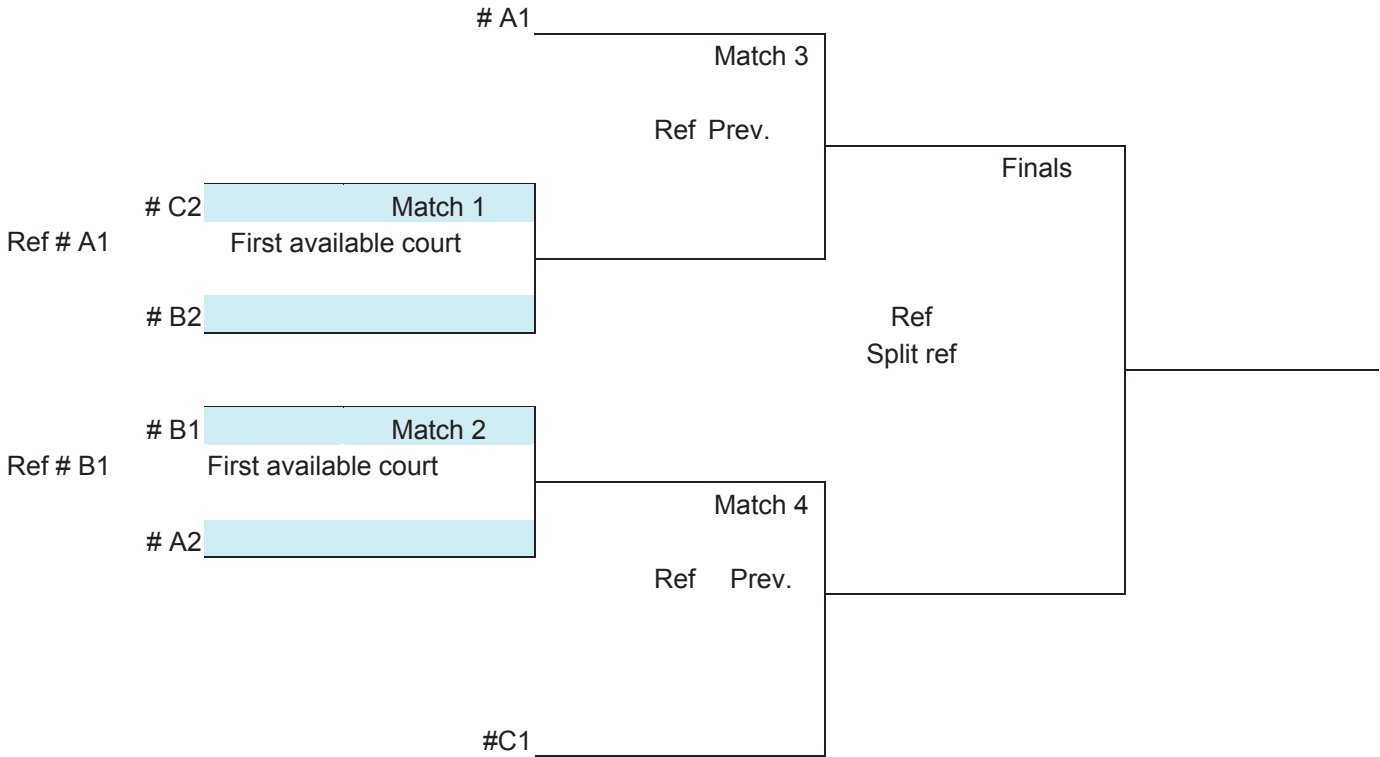 # A1
Match 3
Ref Prev.
Finals
# C2 Match 1
Ref # A1 First available court
# B2
Ref
Split ref
# B1 Match 2
Ref # B1 First available court
Match 4
# A2
Ref Prev.
#C1